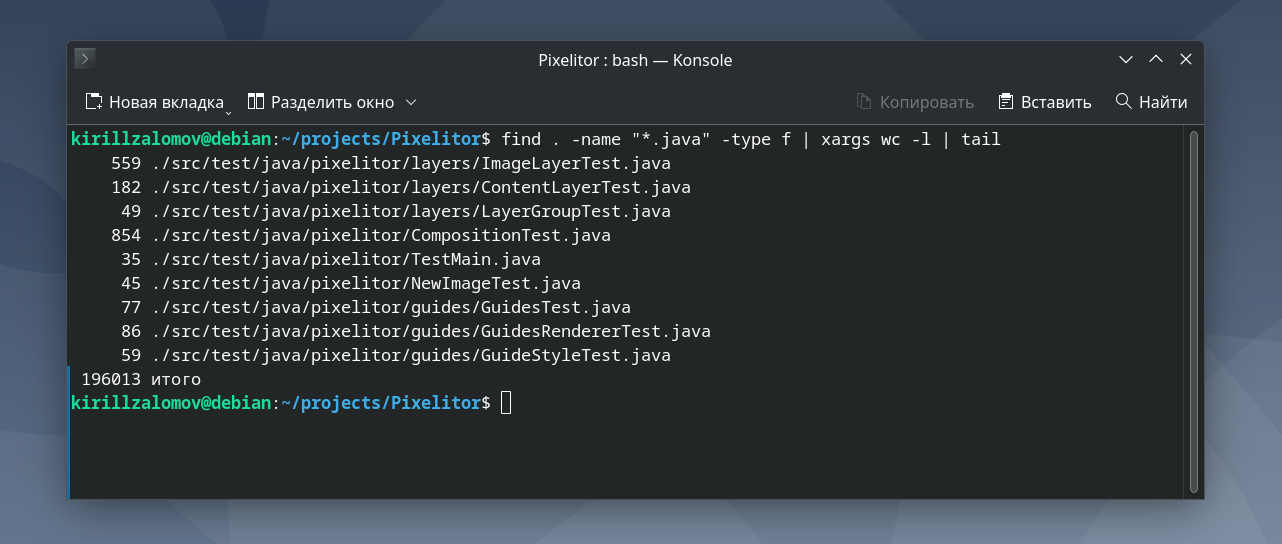 Pixelitor : bash — Konsole
Новая вкладка Разделить окно Копировать Вставить Найти
kirillzalomov@debian:~/projects/Pixelitor$ find . -name "*.java" -type f | xargs wc -l | tail
559 ./src/test/java/pixelitor/layers/ImageLayerTest.java
182 ./src/test/java/pixelitor/layers/ContentLayerTest.java
49 ./src/test/java/pixelitor/layers/LayerGroupTest.java
854 ./src/test/java/pixelitor/CompositionTest.java
35 ./src/test/java/pixelitor/TestMain.java
45 ./src/test/java/pixelitor/NewImageTest.java
77 ./src/test/java/pixelitor/guides/GuidesTest.java
86 ./src/test/java/pixelitor/guides/GuidesRendererTest.java
59 ./src/test/java/pixelitor/guides/GuideStyleTest.java
196013 итого
kirillzalomov@debian:~/projects/Pixelitor$